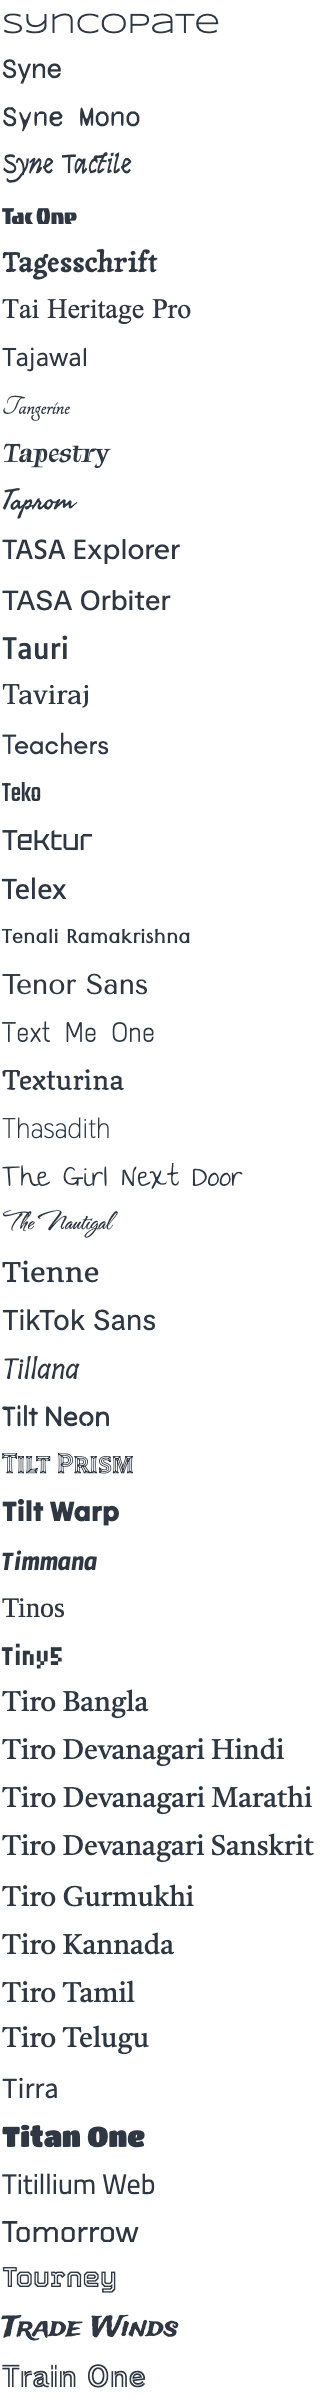 syncopate
Syne
Syne Mono
Syne Tactile
Tac One
Tagesschrift
Tai Heritage Pro
Tajawal
Tangerine
Tapestry
Taprom
TASA Explorer
TASA Orbiter
Tauri
Taviraj
Teachers
Teko
Tektur
Telex
Tenali Ramakrishna
Tenor Sans
Text Me One
Texturina
Thasadith
The Girl Next Door
The Nautigal
Tienne
TikTok Sans
Tillana
Tilt Neon
Tilt Prism
Tilt Warp
Timmana
Tinos
Tiny5
Tiro Bangla
Tiro Devanagari Hindi
Tiro Devanagari Marathi
Tiro Devanagari Sanskrit
Tiro Gurmukhi
Tiro Kannada
Tiro Tamil
Tiro Telugu
Tirra
Titan One
Titillium Web
Tomorrow
Tourney
Trade Winds
Train One